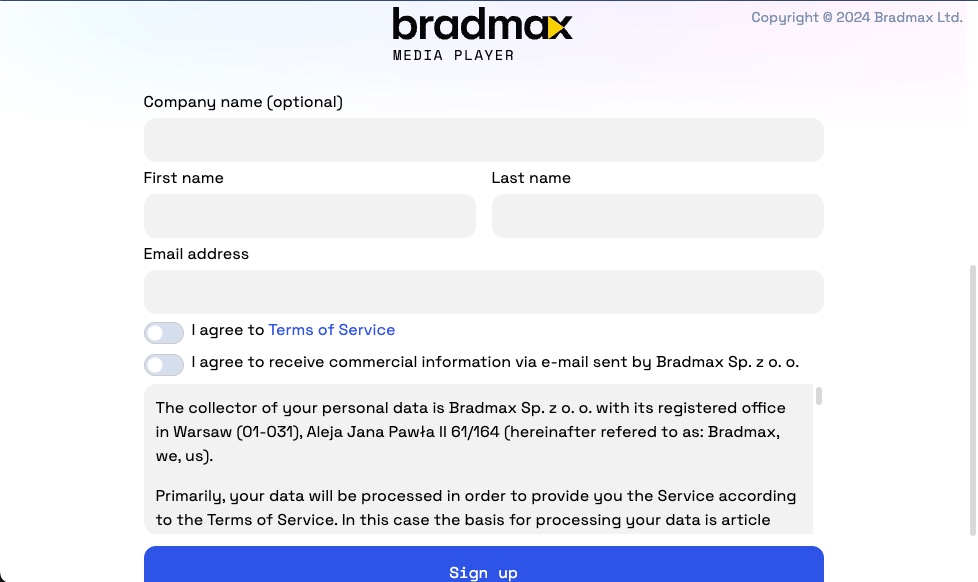 bradmax
MEDIA PLAYER
Copyright © 2024 Bradmax Ltd.
Company name (optional)
First name
Last name
Email address
I agree to Terms of Service
I agree to receive commercial information via e-mail sent by Bradmax Sp. z o. o.
The collector of your personal data is Bradmax Sp. z o. o. with its registered office
in Warsaw (01-031), Aleja Jana Pawła II 61/164 (hereinafter refered to as: Bradmax,
we, us).
Primarily, your data will be processed in order to provide you the Service according
to the Terms of Service. In this case the basis for processing your data is article
Sign up